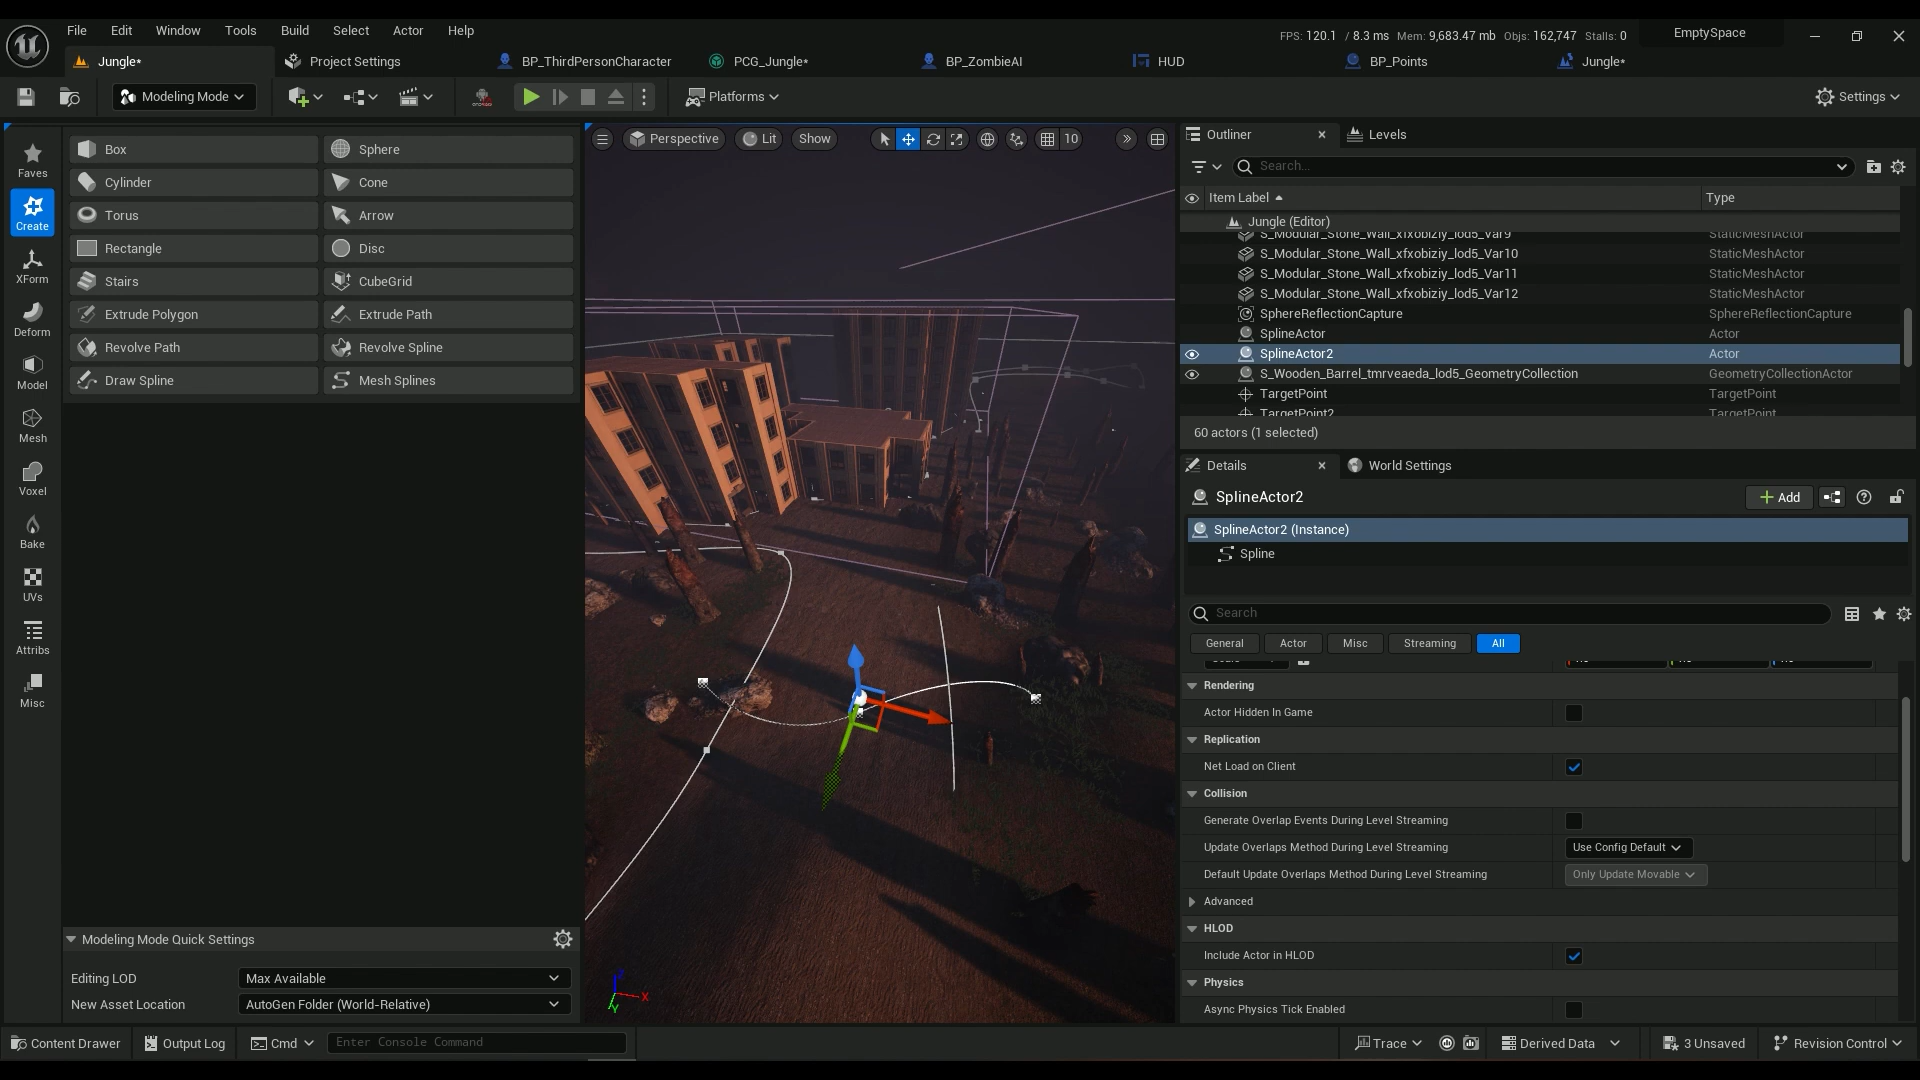 File Edit Window Tools Build Select Actor Help
FPS: 120.1 / 8.3 ms Mem: 9,683.47 mb Objs: 162,747 Stalls: 0
EmptySpace
Jungle*
Project Settings
BP_ThirdPersonCharacter
PCG_Jungle*
BP_ZombieAI
HUD
BP_Points
Jungle*
Modeling Mode
Platforms
Settings
Faves
Create
XForm
Deform
Model
Mesh
Voxel
Bake
UVs
Attribs
Misc
Box
Sphere
Cylinder
Cone
Torus
Arrow
Rectangle
Disc
Stairs
CubeGrid
Extrude Polygon
Extrude Path
Revolve Path
Revolve Spline
Draw Spline
Mesh Splines
Modeling Mode Quick Settings
Editing LOD
Max Available
New Asset Location
AutoGen Folder (World-Relative)
Perspective
Lit
Show
10
Z
X
Y
Outliner
Levels
Search...
Item Label
Type
Jungle (Editor)
S_Modular_Stone_Wall_xfxobiziy_lod5_Var9 StaticMeshActor
S_Modular_Stone_Wall_xfxobiziy_lod5_Var10 StaticMeshActor
S_Modular_Stone_Wall_xfxobiziy_lod5_Var11 StaticMeshActor
S_Modular_Stone_Wall_xfxobiziy_lod5_Var12 StaticMeshActor
SphereReflectionCapture SphereReflectionCapture
SplineActor Actor
SplineActor2 Actor
S_Wooden_Barrel_tmrveaeda_lod5_GeometryCollection GeometryCollectionActor
TargetPoint TargetPoint
TargetPoint2 TargetPoint
60 actors (1 selected)
Details
World Settings
SplineActor2
Add
SplineActor2 (Instance)
Spline
Search
General
Actor
Misc
Streaming
All
Rendering
Actor Hidden In Game
Replication
Net Load on Client
Collision
Generate Overlap Events During Level Streaming
Update Overlaps Method During Level Streaming
Use Config Default
Default Update Overlaps Method During Level Streaming
Only Update Movable
Advanced
HLOD
Include Actor in HLOD
Physics
Async Physics Tick Enabled
Content Drawer
Output Log
Cmd
Enter Console Command
Trace
Derived Data
3 Unsaved
Revision Control